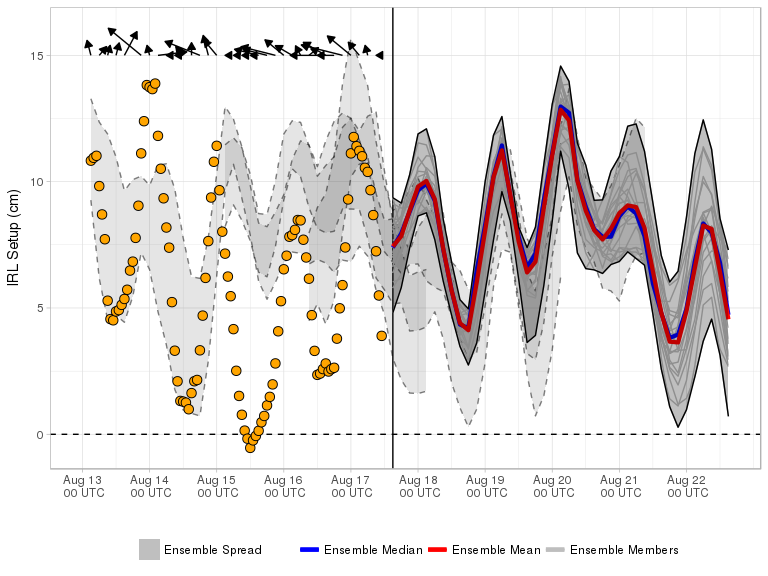 15
10
5
0
IRL Setup (cm)
Aug 13 Aug 14 Aug 15 Aug 16 Aug 17 Aug 18 Aug 19 Aug 20 Aug 21 Aug 22
00 UTC 00 UTC 00 UTC 00 UTC 00 UTC 00 UTC 00 UTC 00 UTC 00 UTC 00 UTC
Ensemble Spread Ensemble Median Ensemble Mean Ensemble Members